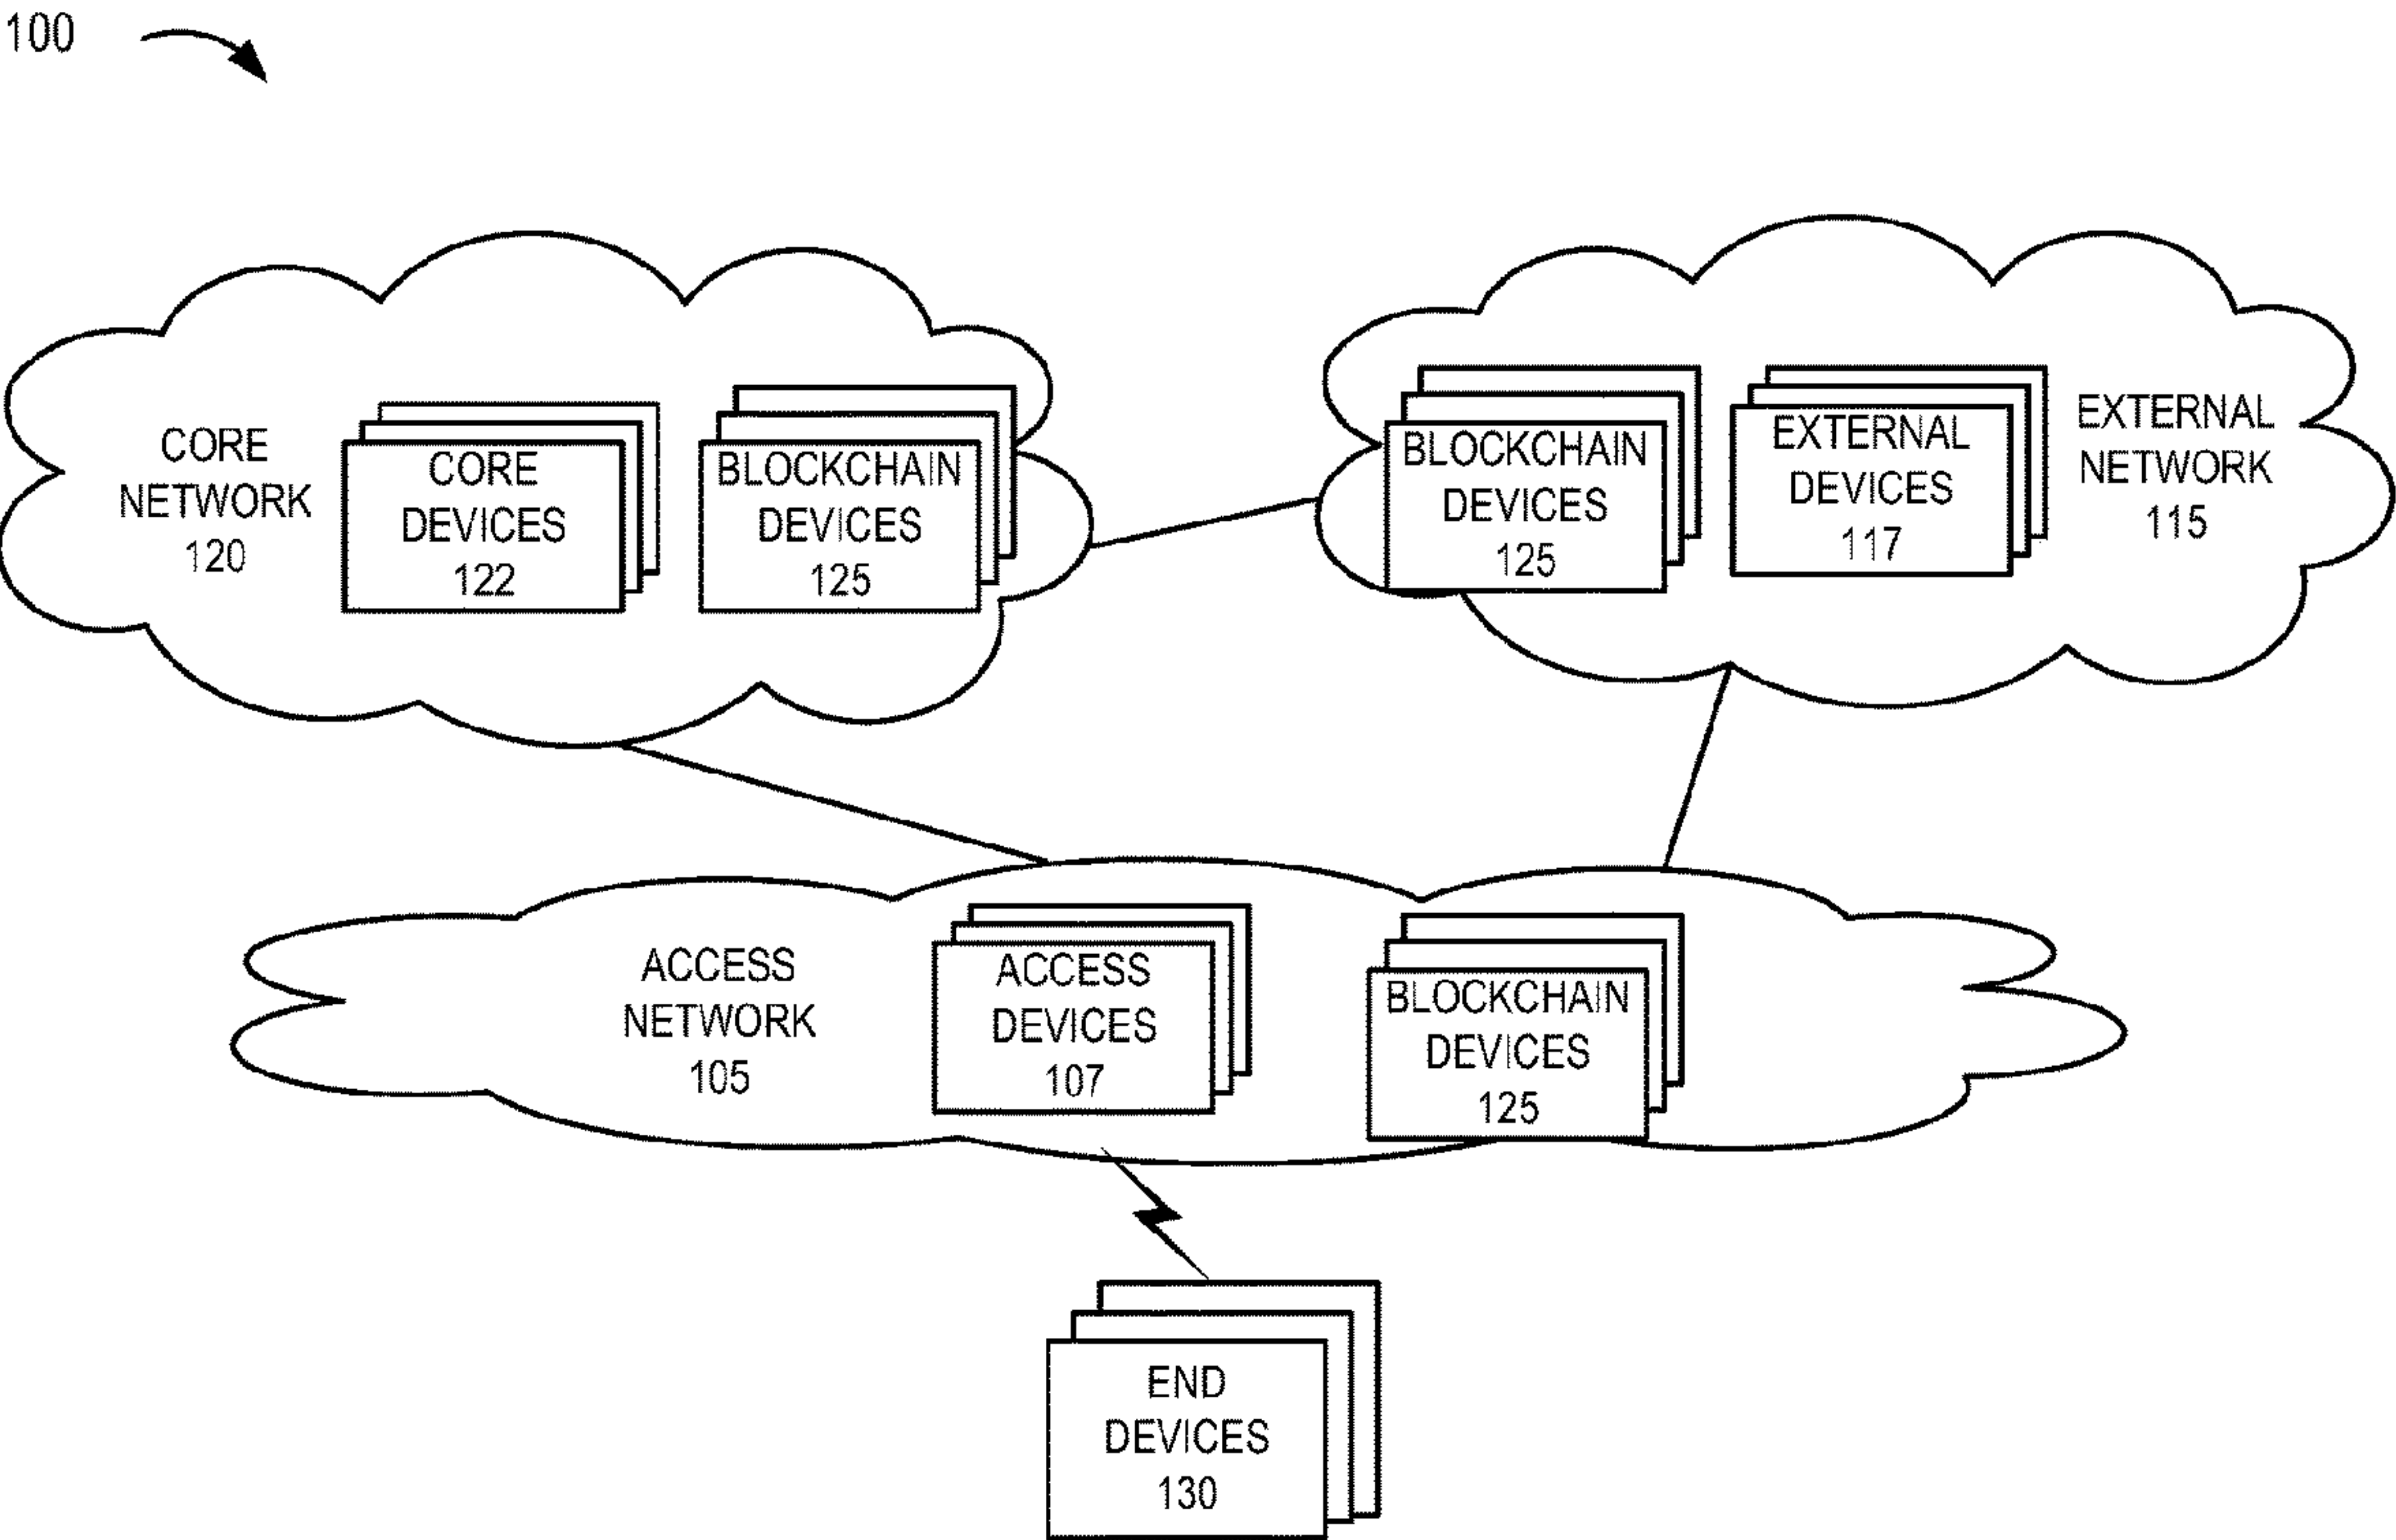 100
CORE
NETWORK
120
CORE
DEVICES
122
BLOCKCHAIN
DEVICES
125
BLOCKCHAIN
DEVICES
125
EXTERNAL
DEVICES
117
EXTERNAL
NETWORK
115
ACCESS
NETWORK
105
ACCESS
DEVICES
107
BLOCKCHAIN
DEVICES
125
END
DEVICES
130